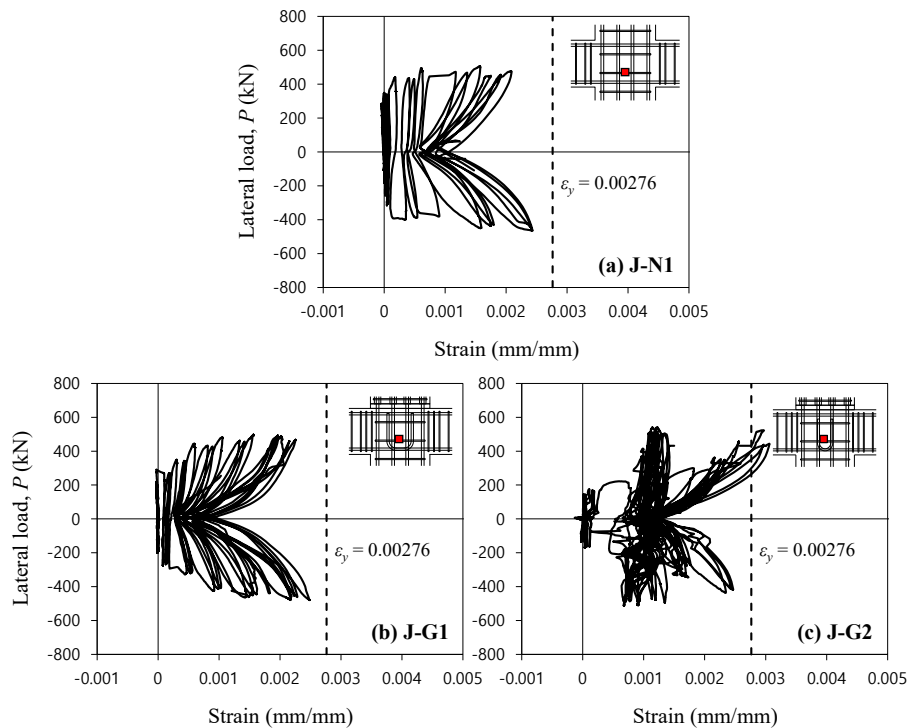 800
600
400
200
0
-200
-400
-600
-800
Lateral load, P (kN)
εy = 0.00276
(a) J-N1
-0.001 0 0.001 0.002 0.003 0.004 0.005
Strain (mm/mm)
800
600
400
200
0
-200
-400
-600
-800
Lateral load, P (kN)
εy = 0.00276
(b) J-G1
-0.001 0 0.001 0.002 0.003 0.004 0.005
Strain (mm/mm)
800
600
400
200
0
-200
-400
-600
-800
εy = 0.00276
(c) J-G2
-0.001 0 0.001 0.002 0.003 0.004 0.005
Strain (mm/mm)